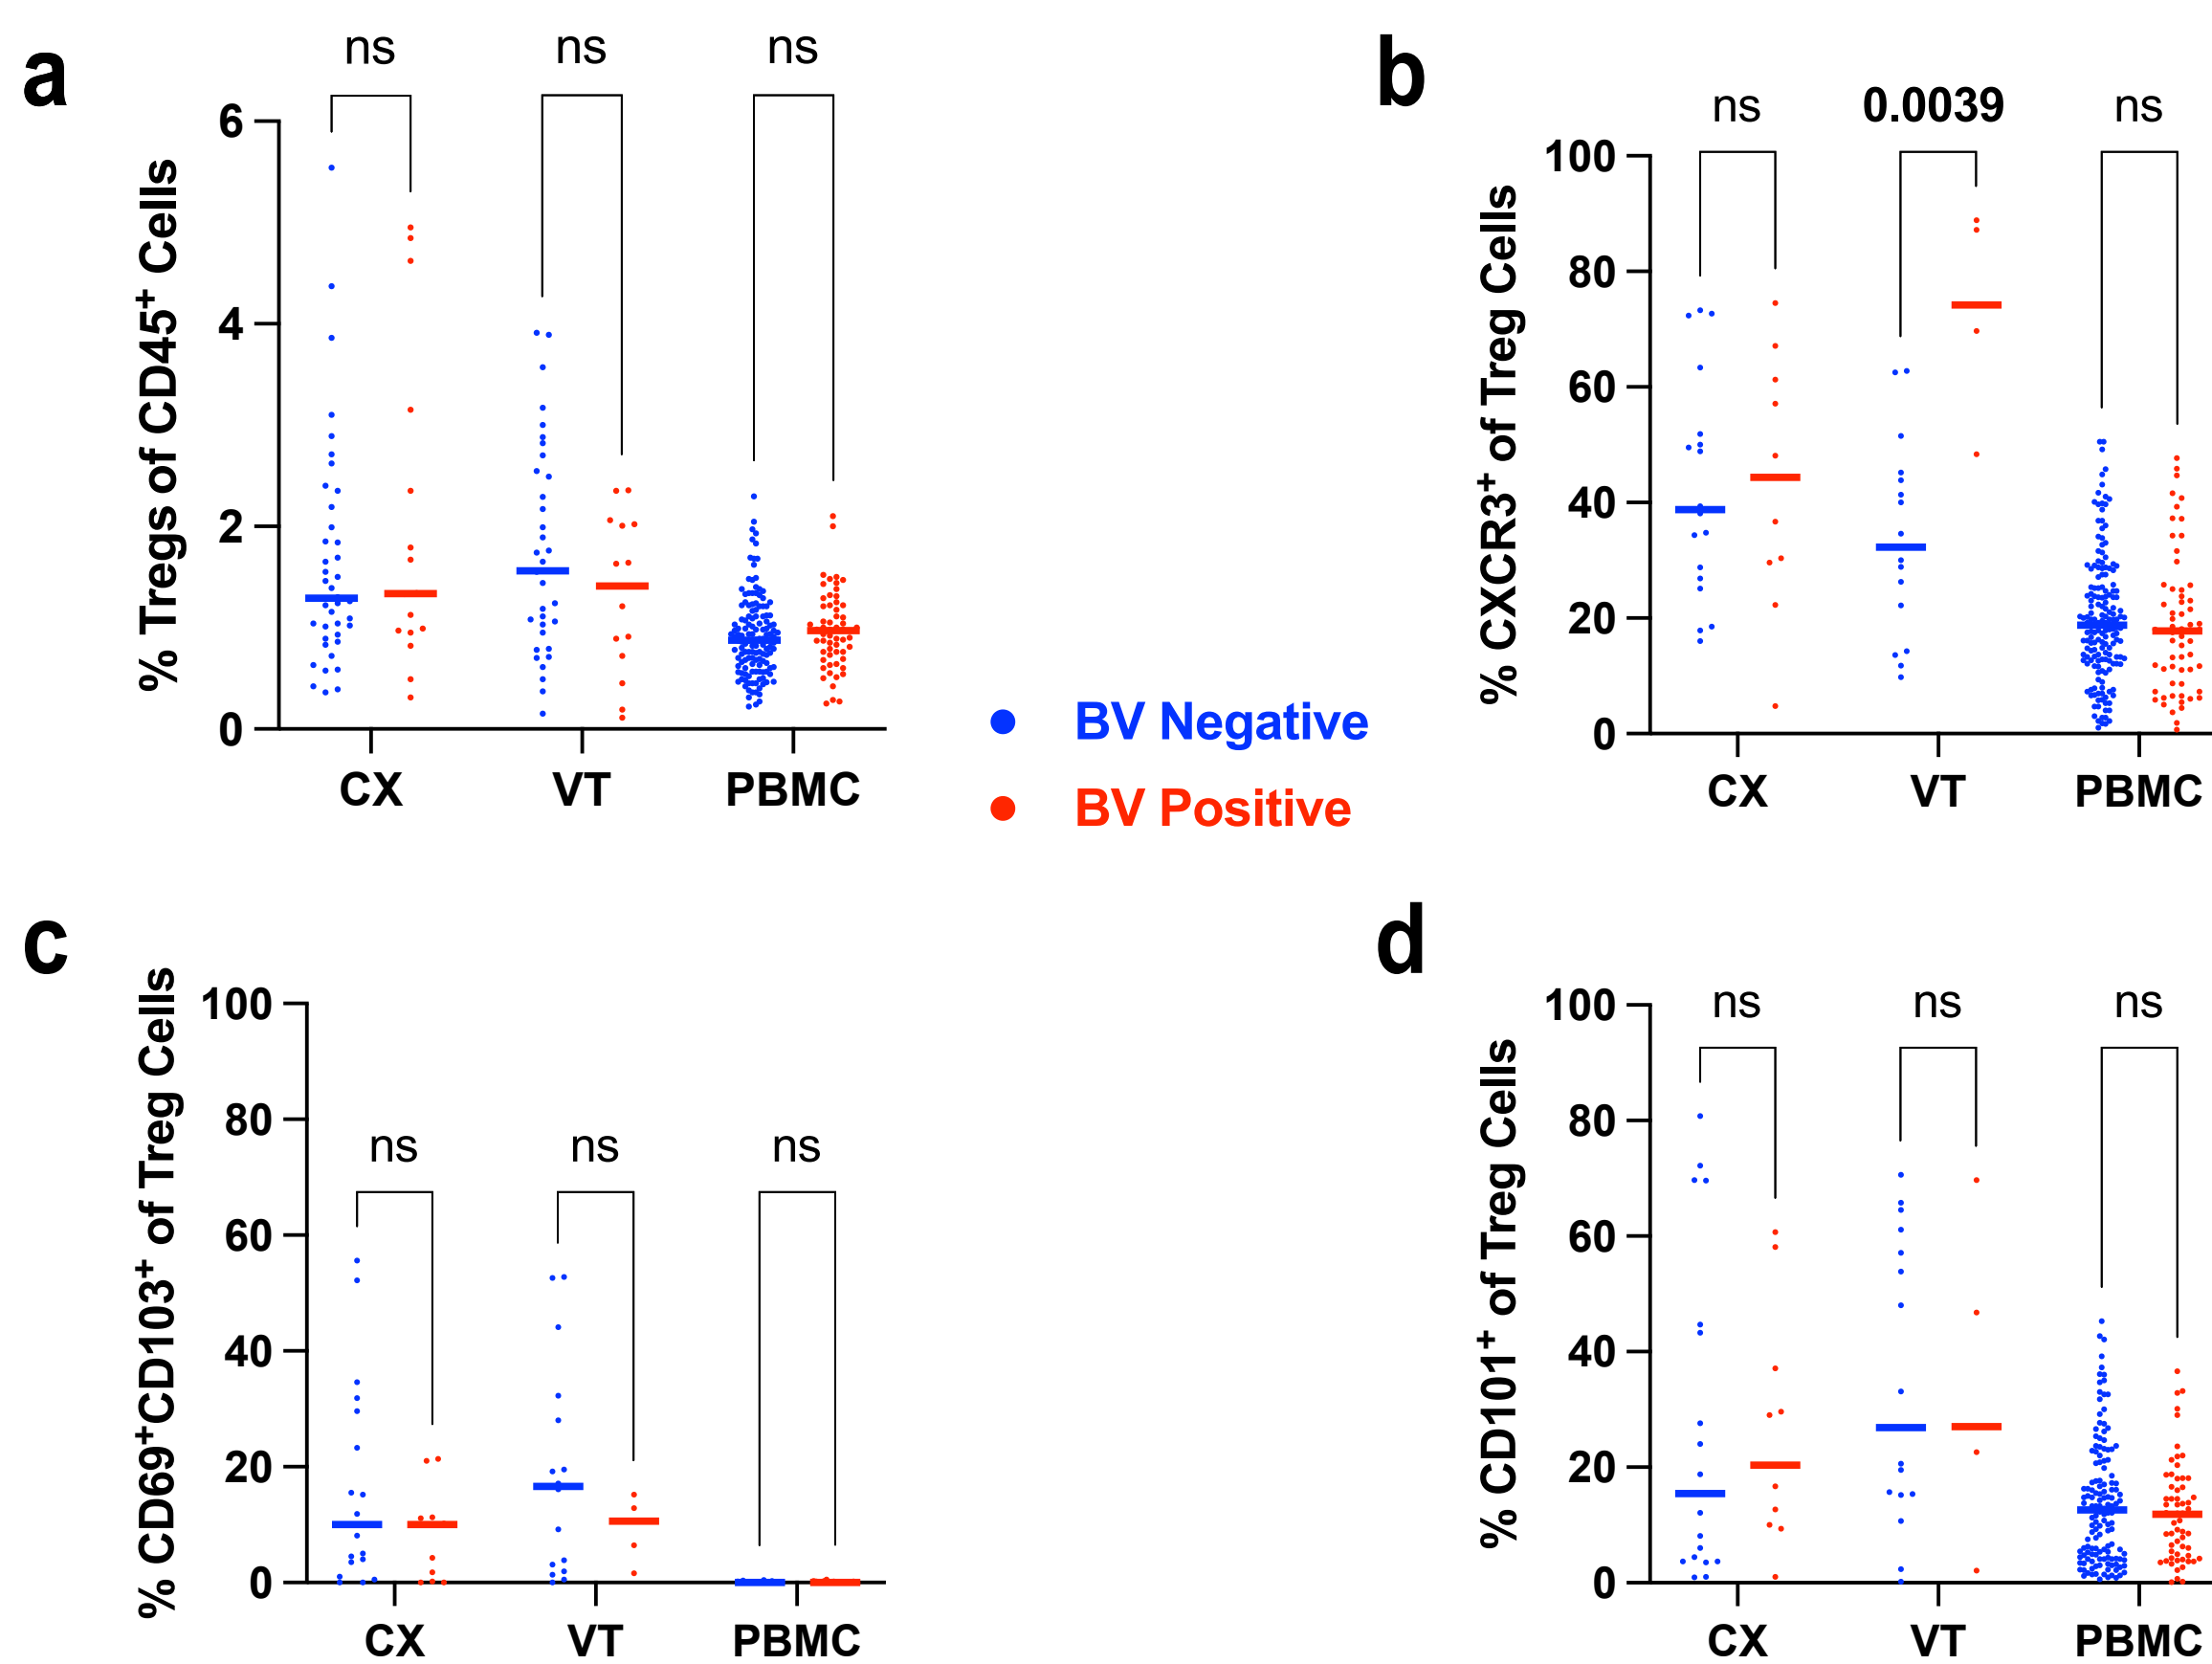 a
ns ns ns
% Tregs of CD45+ Cells
6
4
2
0
CX VT PBMC
BV Negative
BV Positive
b
ns 0.0039 ns
% CXCR3+ of Treg Cells
100
80
60
40
20
0
CX VT PBMC
c
ns ns ns
% CD69+CD103+ of Treg Cells
100
80
60
40
20
0
CX VT PBMC
d
ns ns ns
% CD101+ of Treg Cells
100
80
60
40
20
0
CX VT PBMC